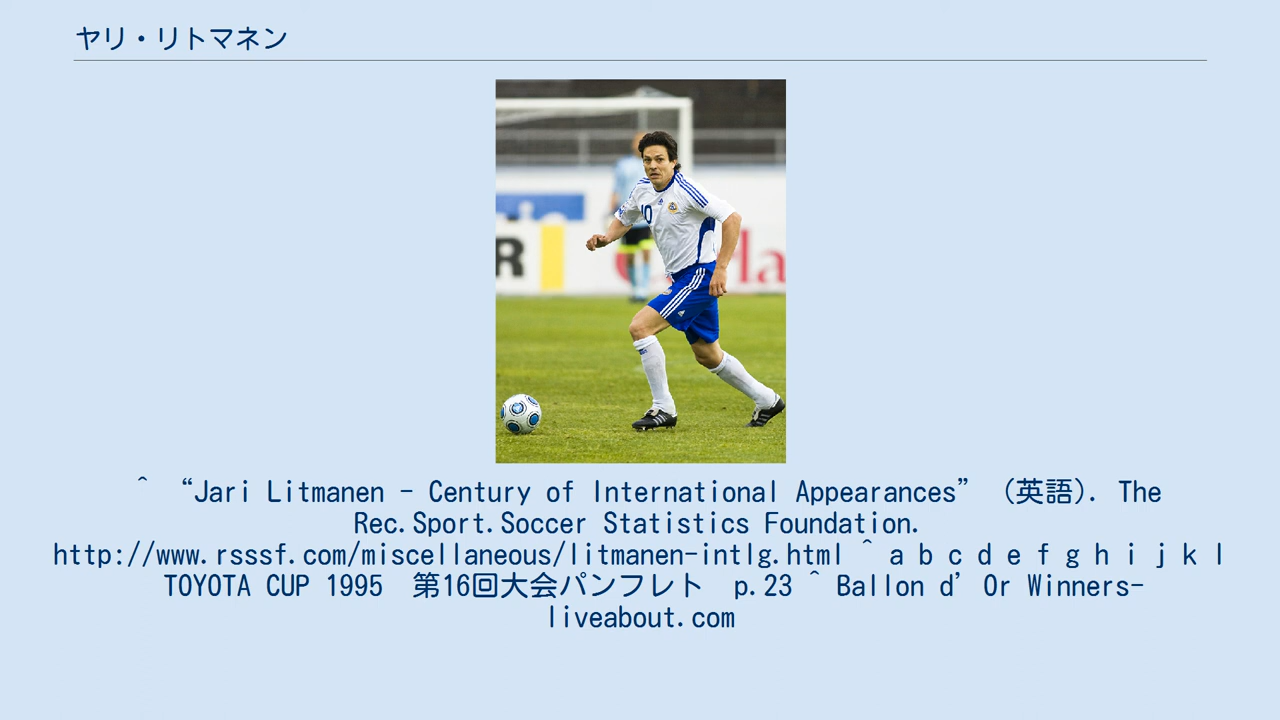 ヤリ・リトマネン
10
R
la
^ “Jari Litmanen - Century of International Appearances” (英語). The
Rec.Sport.Soccer Statistics Foundation.
http://www.rsssf.com/miscellaneous/litmanen-intlg.html ^ a b c d e f g h i j k l
TOYOTA CUP 1995　第16回大会パンフレト　p.23 ^ Ballon d’Or Winners-
liveabout.com